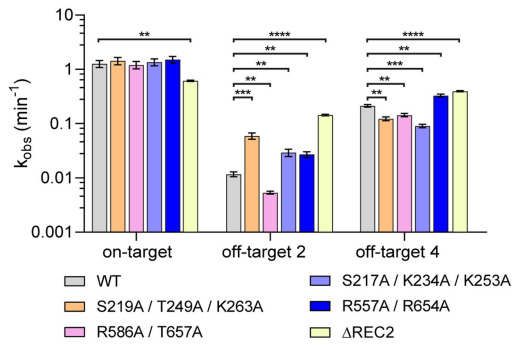 10
1
0.1
0.01
0.001
k_obs (min⁻¹)
**
****
**
**
**
***
****
**
***
**
**
on-target
off-target 2
off-target 4
WT
S219A / T249A / K263A
R586A / T657A
S217A / K234A / K253A
R557A / R654A
ΔREC2